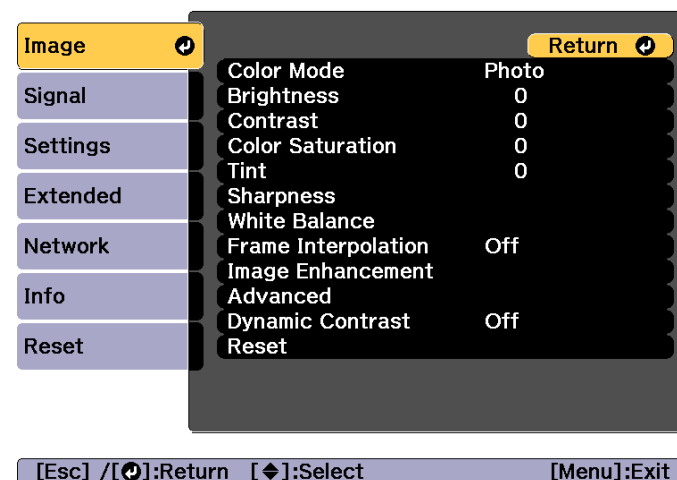 Image
Signal
Settings
Extended
Network
Info
Reset
Return
Color Mode Photo
Brightness 0
Contrast 0
Color Saturation 0
Tint 0
Sharpness
White Balance
Frame Interpolation Off
Image Enhancement
Advanced
Dynamic Contrast Off
Reset
[Esc] /[⏎]:Return [◆]:Select [Menu]:Exit